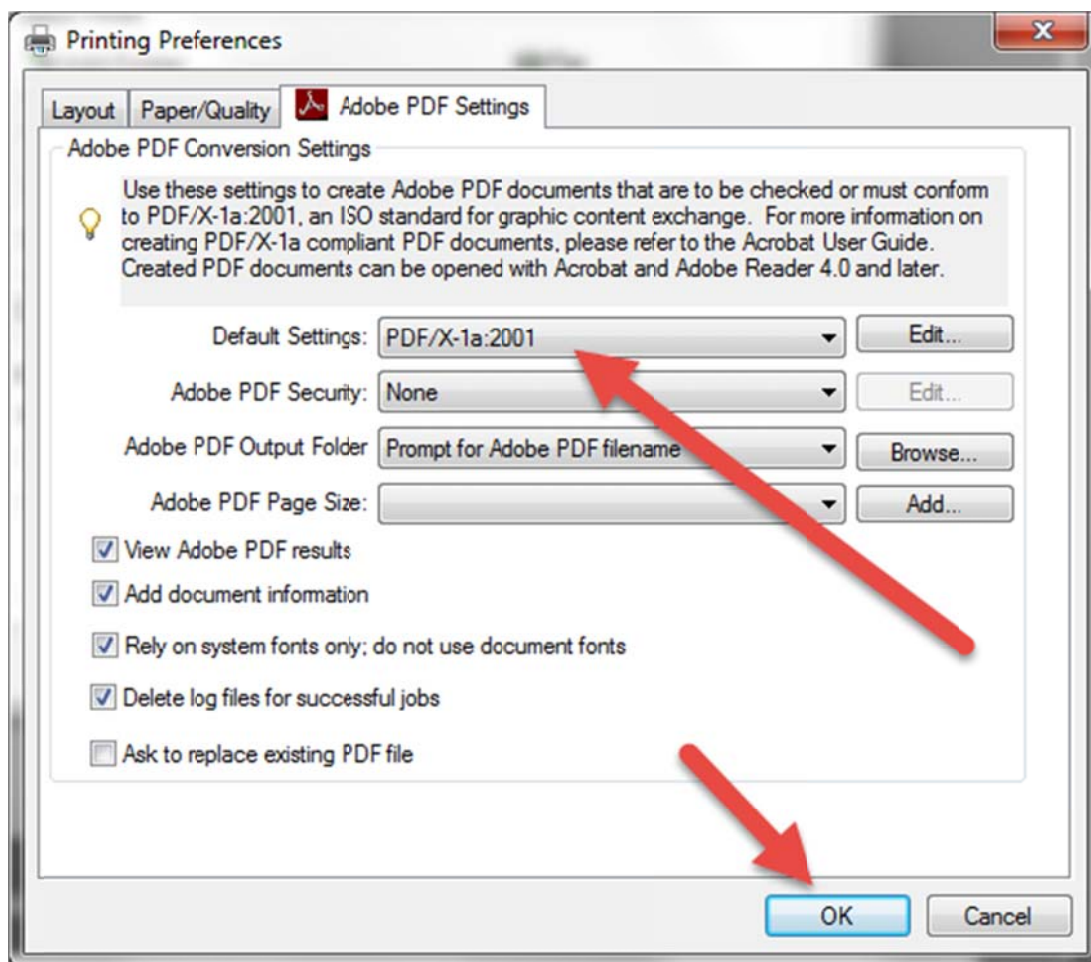 Printing Preferences
Layout
Paper/Quality
Adobe PDF Settings
Adobe PDF Conversion Settings
Use these settings to create Adobe PDF documents that are to be checked or must conform
to PDF/X-1a:2001, an ISO standard for graphic content exchange. For more information on
creating PDF/X-1a compliant PDF documents, please refer to the Acrobat User Guide.
Created PDF documents can be opened with Acrobat and Adobe Reader 4.0 and later.
Default Settings: PDF/X-1a:2001 Edit...
Adobe PDF Security: None Edit...
Adobe PDF Output Folder Prompt for Adobe PDF filename Browse...
Adobe PDF Page Size: Add...
View Adobe PDF results
Add document information
Rely on system fonts only; do not use document fonts
Delete log files for successful jobs
Ask to replace existing PDF file
OK Cancel